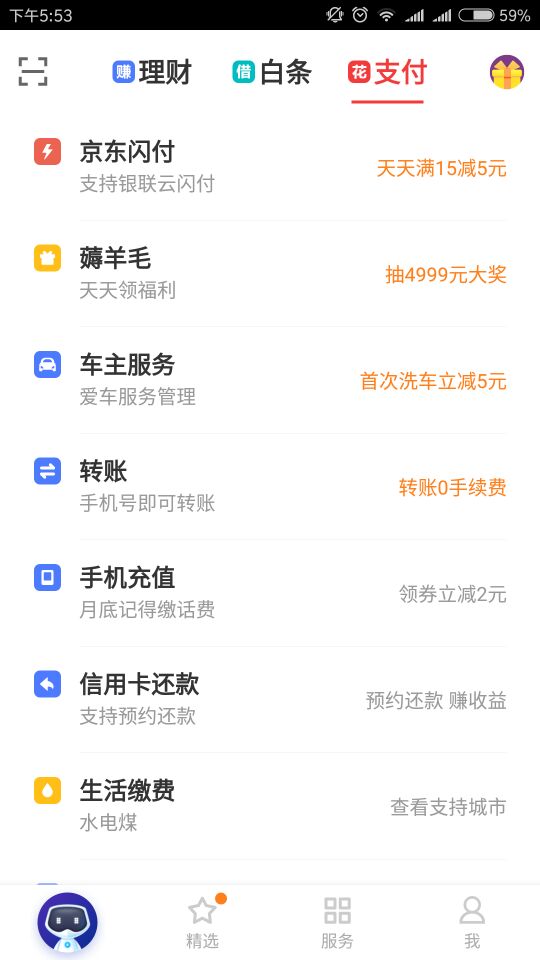 下午5:53
59%
赚 理财
借 白条
花 支付
京东闪付
支持银联云闪付
天天满15减5元
薅羊毛
天天领福利
抽4999元大奖
车主服务
爱车服务管理
首次洗车立减5元
转账
手机号即可转账
转账0手续费
手机充值
月底记得缴话费
领券立减2元
信用卡还款
支持预约还款
预约还款 赚收益
生活缴费
水电煤
查看支持城市
精选
服务
我